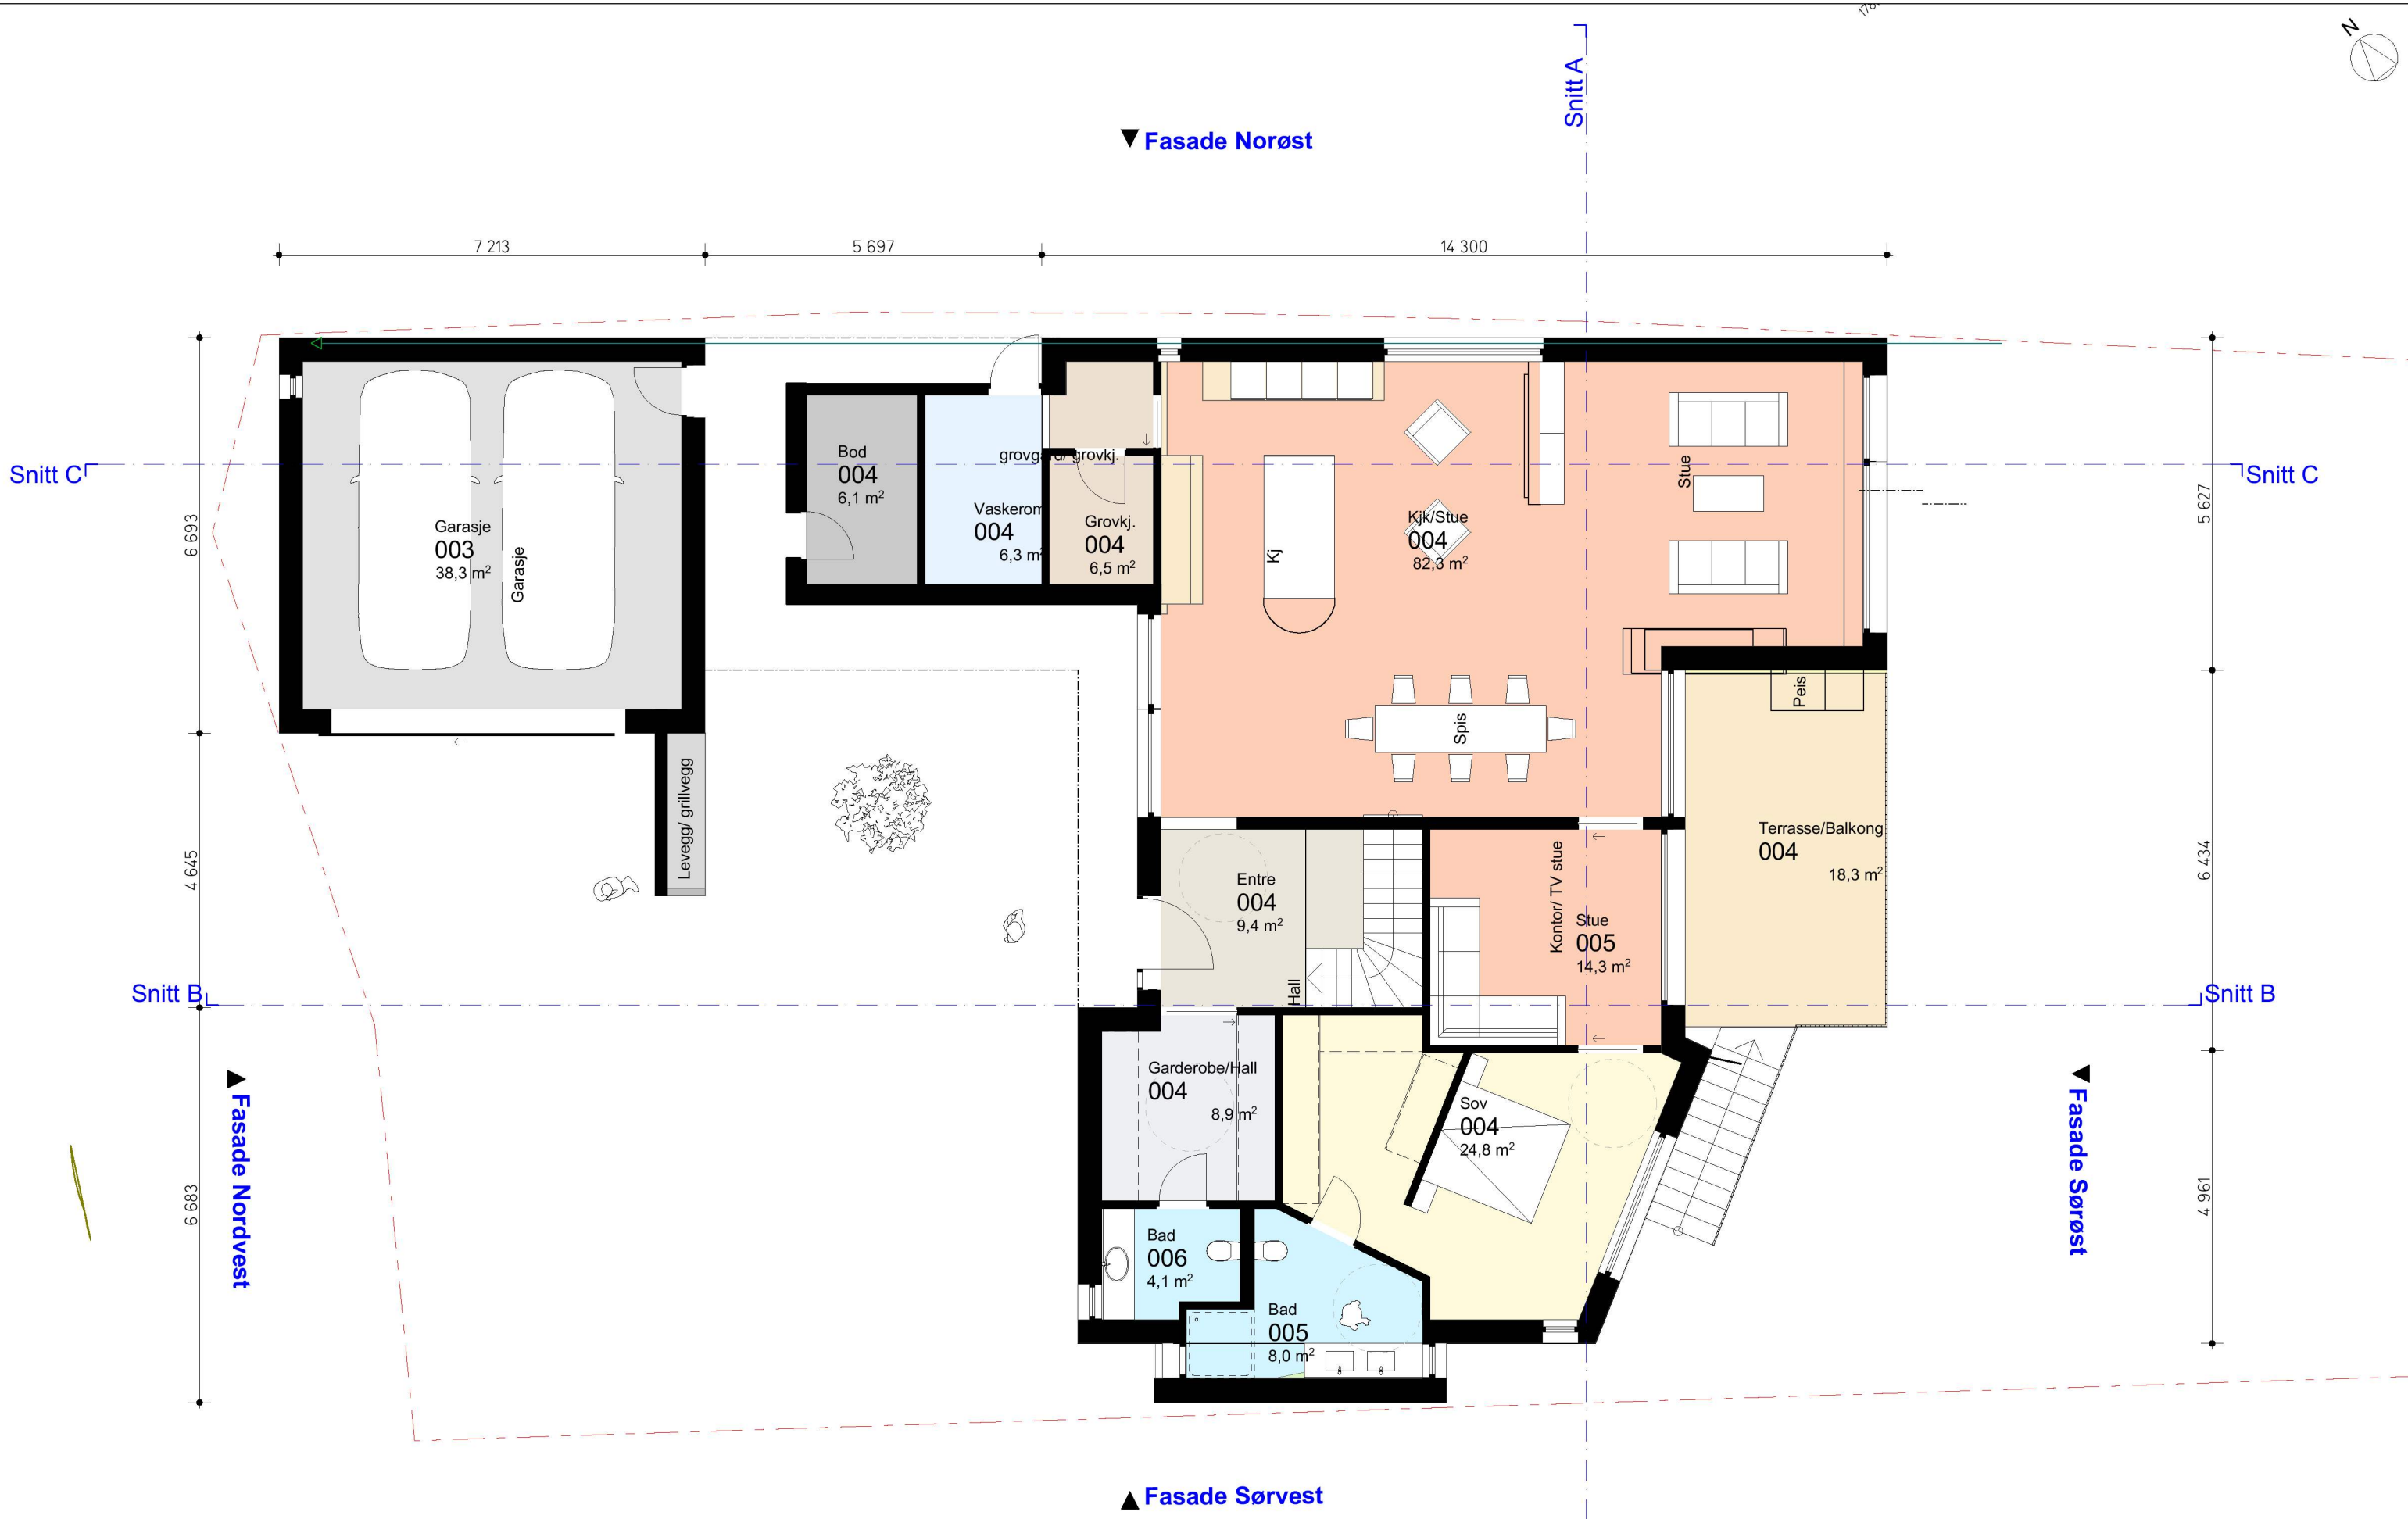 N
Snitt A
Fasade Norøst
7 213
5 697
14 300
Snitt C
Snitt C
6 693
5 627
Garasje
003
38,3 m²
Garasje
Bod
004
6,1 m²
grovgard/ grovkj.
Vaskerom
004
6,3 m²
Grovkj.
004
6,5 m²
Kj
Kjk/Stue
004
82,3 m²
Stue
Spis
Peis
Levegg/ grillvegg
4 645
Entre
004
9,4 m²
Hall
Kontor/ TV stue
Stue
005
14,3 m²
Terrasse/Balkong
004
18,3 m²
6 434
Snitt B
Snitt B
Garderobe/Hall
004
8,9 m²
Sov
004
24,8 m²
Fasade Nordvest
6 683
4 961
Fasade Sørøst
Bad
006
4,1 m²
Bad
005
8,0 m²
Fasade Sørvest